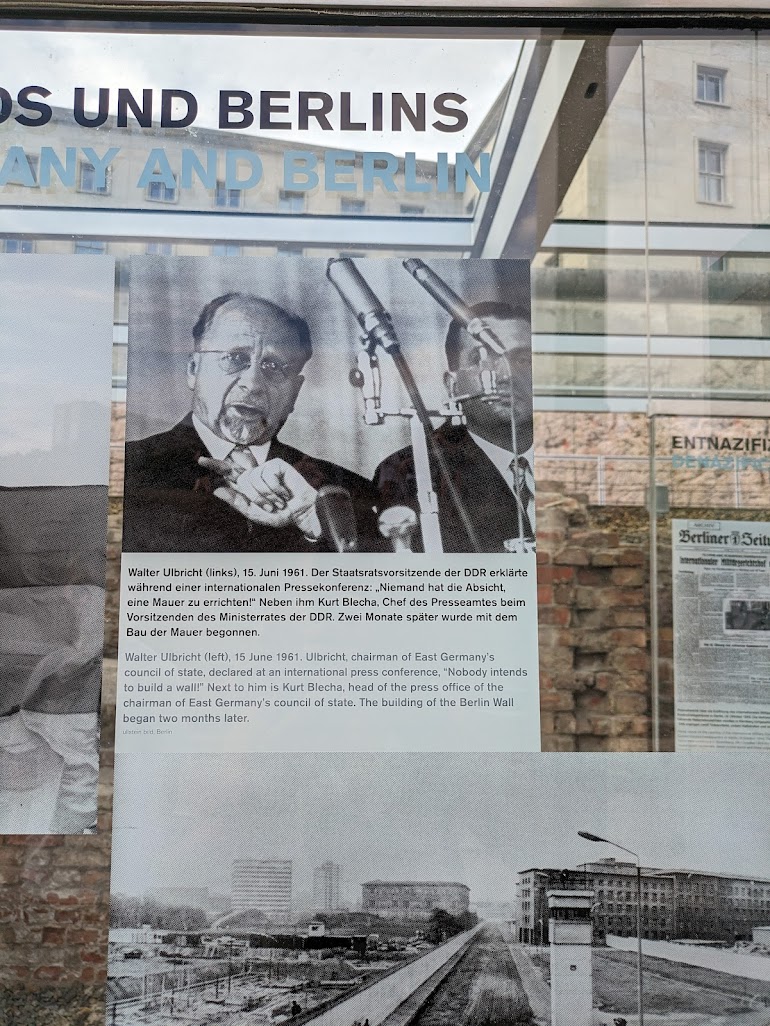 OS UND BERLINS
ANY AND BERLIN
Walter Ulbricht (links), 15. Juni 1961. Der Staatsratsvorsitzende der DDR erklärte
während einer internationalen Pressekonferenz: „Niemand hat die Absicht,
eine Mauer zu errichten!“ Neben ihm Kurt Blecha, Chef des Presseamtes beim
Vorsitzenden des Ministerrates der DDR. Zwei Monate später wurde mit dem
Bau der Mauer begonnen.
Walter Ulbricht (left), 15 June 1961. Ulbricht, chairman of East Germany’s
council of state, declared at an international press conference, “Nobody intends
to build a wall!” Next to him is Kurt Blecha, head of the press office of the
chairman of East Germany’s council of state. The building of the Berlin Wall
began two months later.
ullstein bild, Berlin
ENTNAZIFIZ
DENAZIFIC
Berliner Zeitu
Internationaler Militärgerichtshof